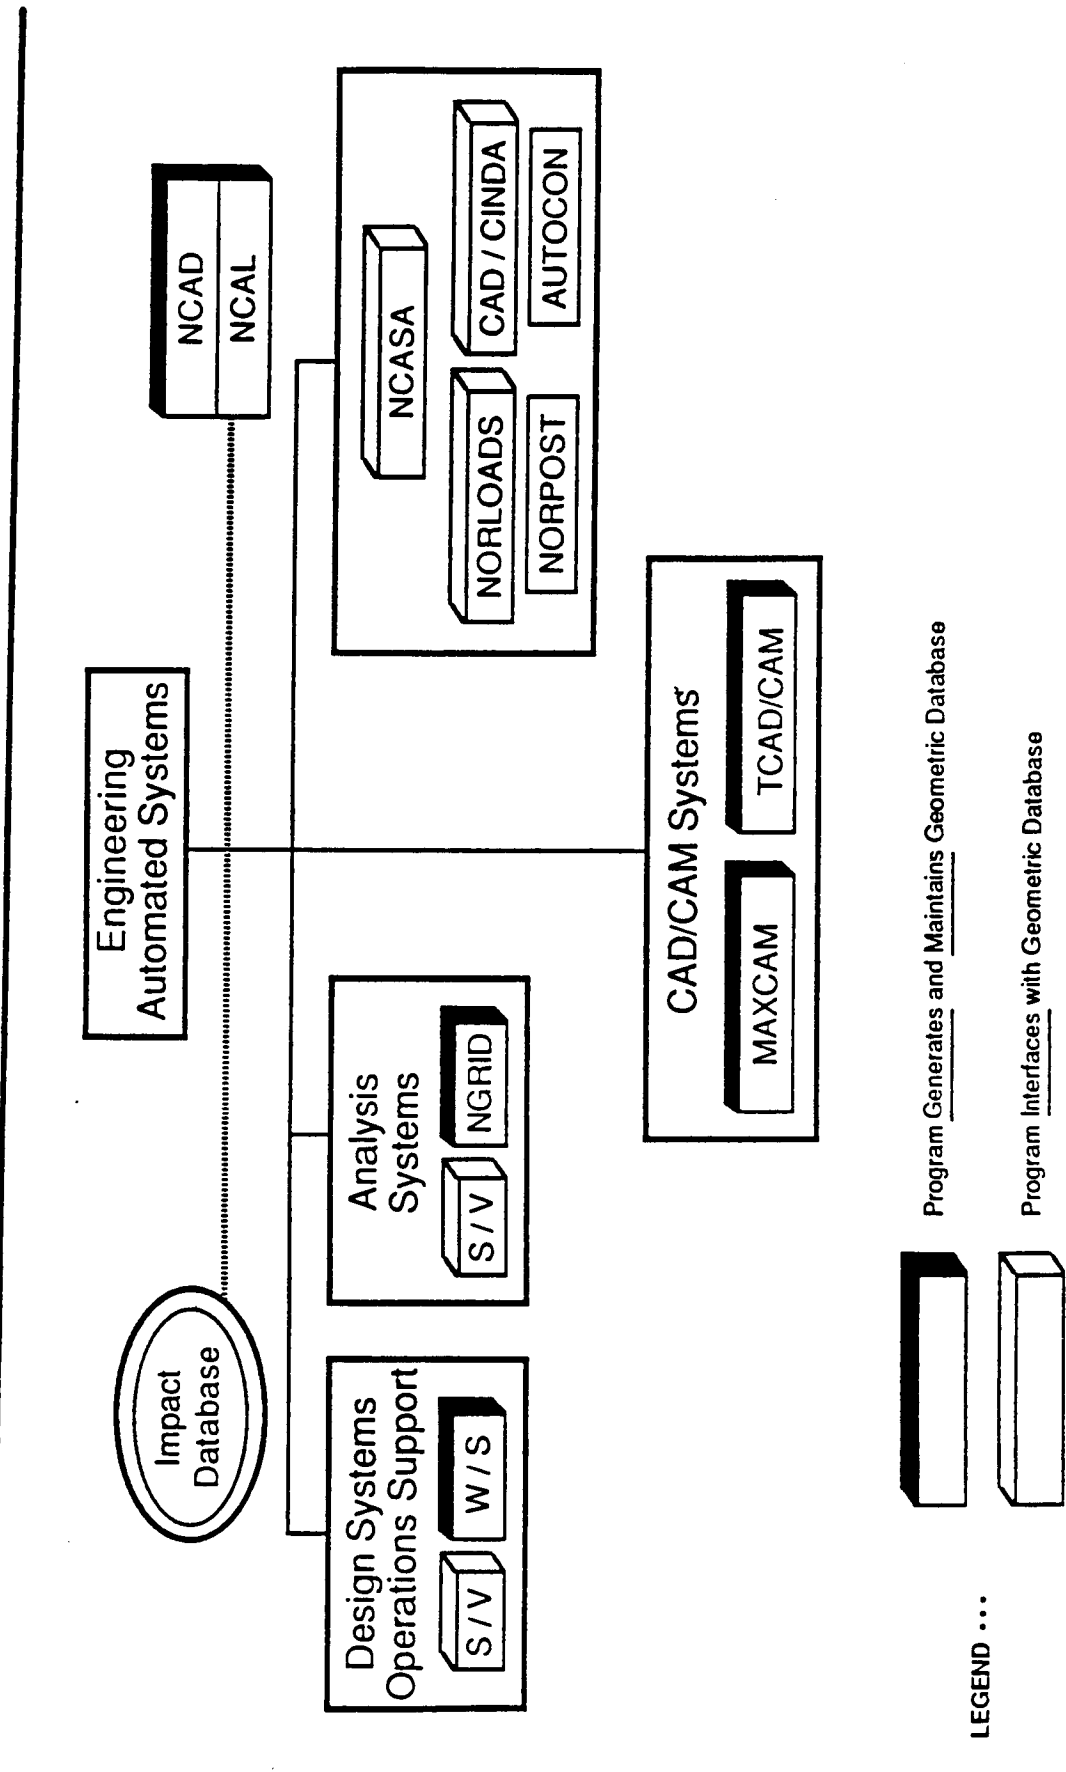 Engineering
Automated Systems
Impact
Database
NCAD
NCAL
Design Systems
Operations Support
S / V
W / S
Analysis
Systems
S / V
NGRID
NCASA
NORLOADS
CAD / CINDA
NORPOST
AUTOCON
CAD/CAM Systems
MAXCAM
TCAD/CAM
LEGEND ...
Program Generates and Maintains Geometric Database
Program Interfaces with Geometric Database